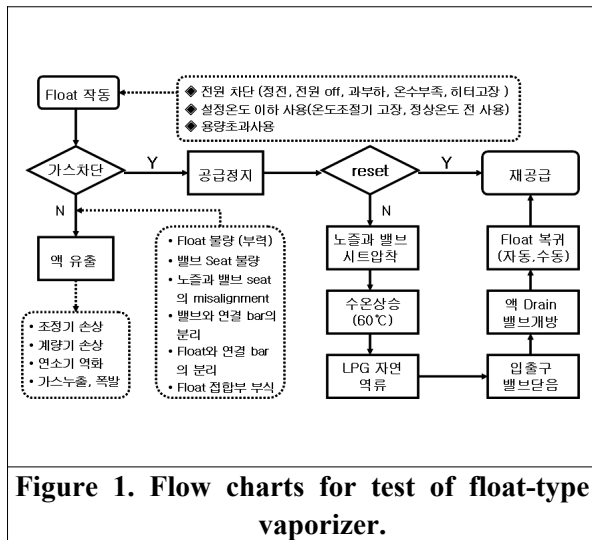 Float 작동
◈ 전원 차단 (정전, 전원 off, 과부하, 온수부족, 히터고장)
◈ 설정온도 이하 사용(온도조절기 고장, 정상온도 전 사용)
◈ 용량초과사용
가스차단
Y
공급정지
reset
Y
재공급
N
액 유출
• 조정기 손상
• 계량기 손상
• 연소기 역화
• 가스누출, 폭발
• Float 불량 (부력)
• 밸브 Seat 불량
• 노즐과 밸브 seat
의 misalignment
• 밸브와 연결 bar의
분리
• Float와 연결 bar
의 분리
• Float 접합부 부식
N
노즐과 밸브
시트압착
수온상승
(60℃)
LPG 자연
역류
입출구
밸브닫음
액 Drain
밸브개방
Float 복귀
(자동,수동)
Figure 1. Flow charts for test of float-type
vaporizer.